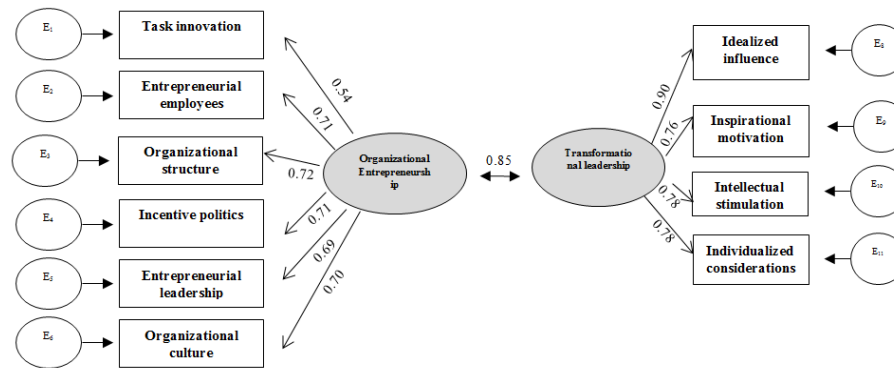 E1
Task innovation
E2
Entrepreneurial
employees
E3
Organizational
structure
E4
Incentive politics
E5
Entrepreneurial
leadership
E6
Organizational
culture
0.54
0.71
0.72
0.71
0.69
0.70
Organizational
Entrepreneursh
ip
0.85
Transformatio
nal leadership
0.90
0.76
0.78
0.78
Idealized
influence
E8
Inspirational
motivation
E9
Intellectual
stimulation
E10
Individualized
considerations
E11